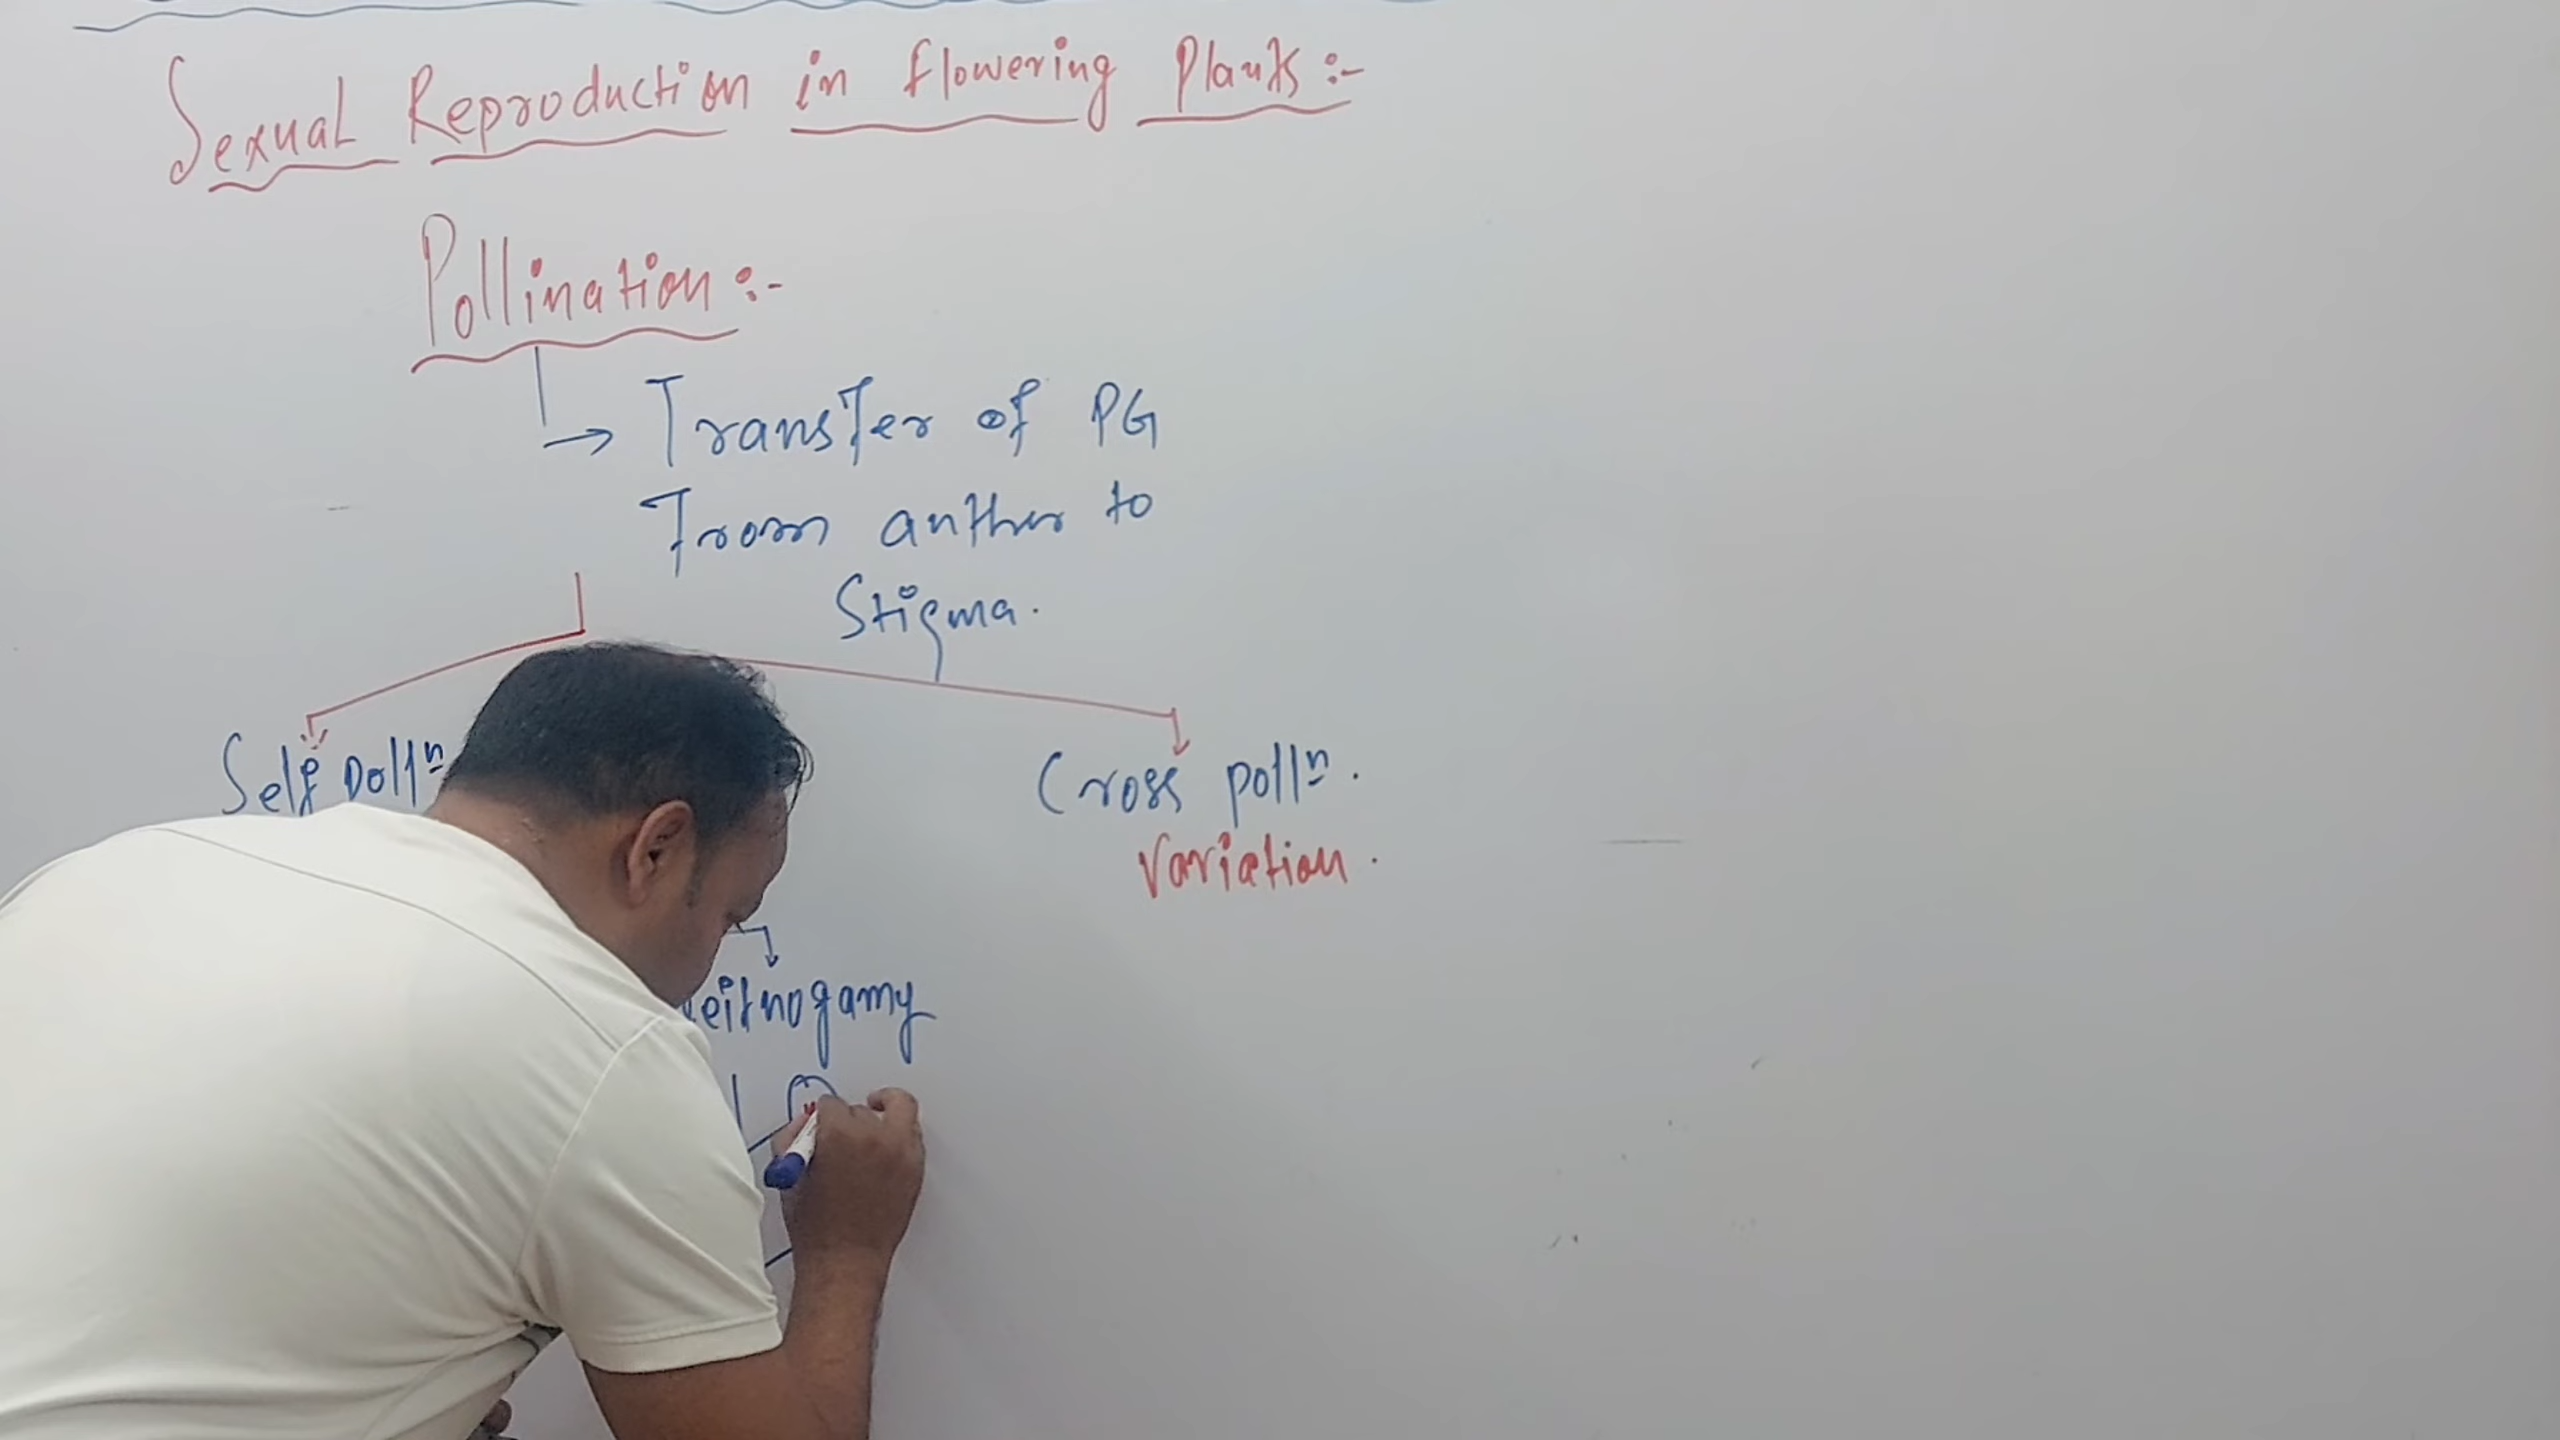 Sexual Reproduction in flowering Plants:-
Pollination:-
→ Transfer of PG
From anther to
Stigma.
Self Pollⁿ
Cross pollⁿ.
Variation.
eitnogamy